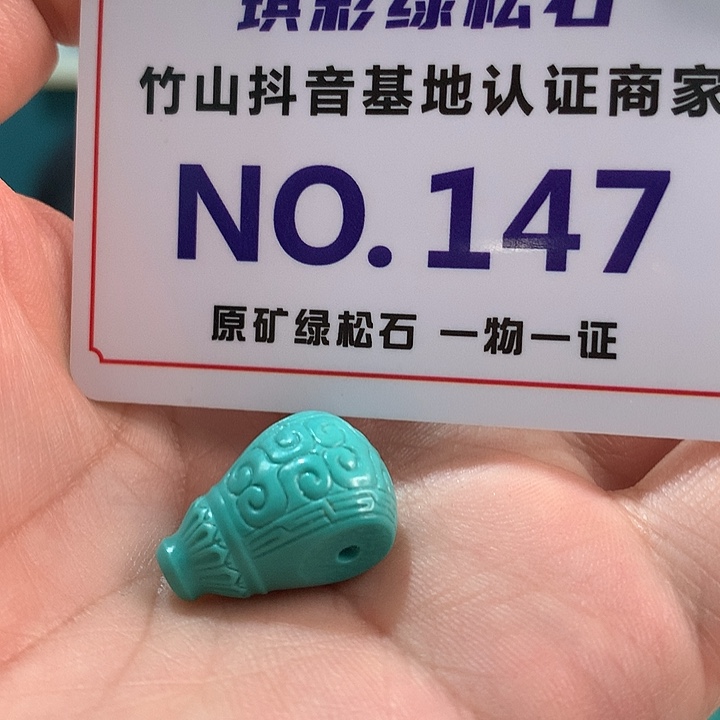 琪彩绿松石
竹山抖音基地认证商家
NO.147
原矿绿松石 一物一证